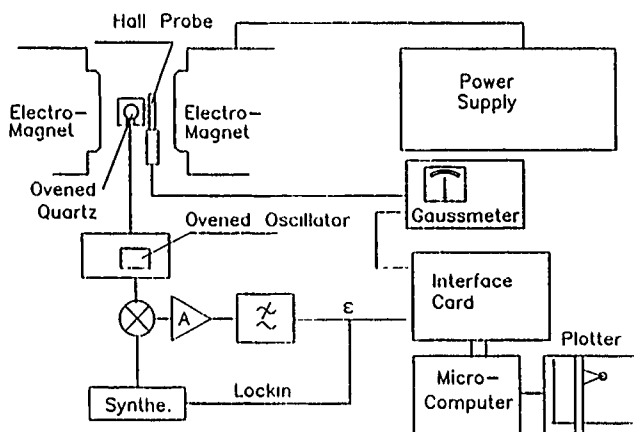 Hall Probe
Electro-
Magnet
Electro-
Magnet
Power
Supply
Ovened
Quartz
Gaussmeter
Ovened Oscillator
Interface
Card
A
ε
Plotter
Micro-
Computer
Lockin
Synthe.